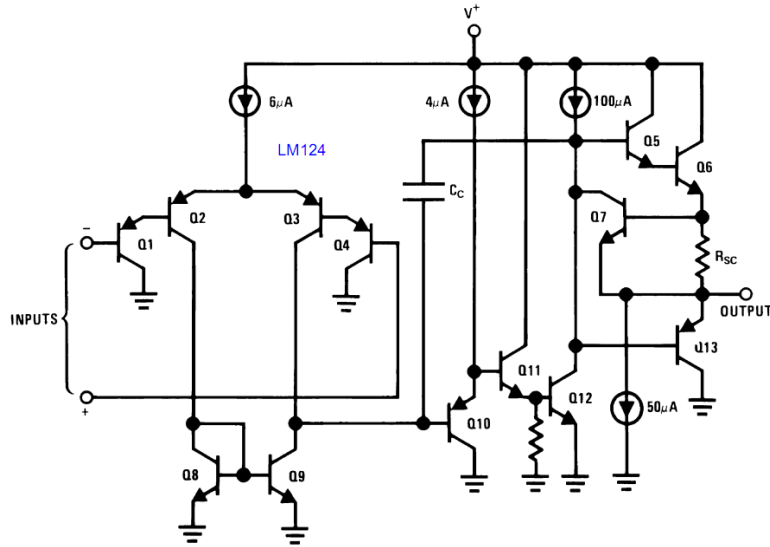 V+
6μA
4μA
100μA
LM124
Q5
Q6
CC
Q2
Q3
Q7
−
Q1
Q4
RSC
INPUTS
OUTPUT
Q11
Q13
+
Q10
Q12
50μA
Q8
Q9